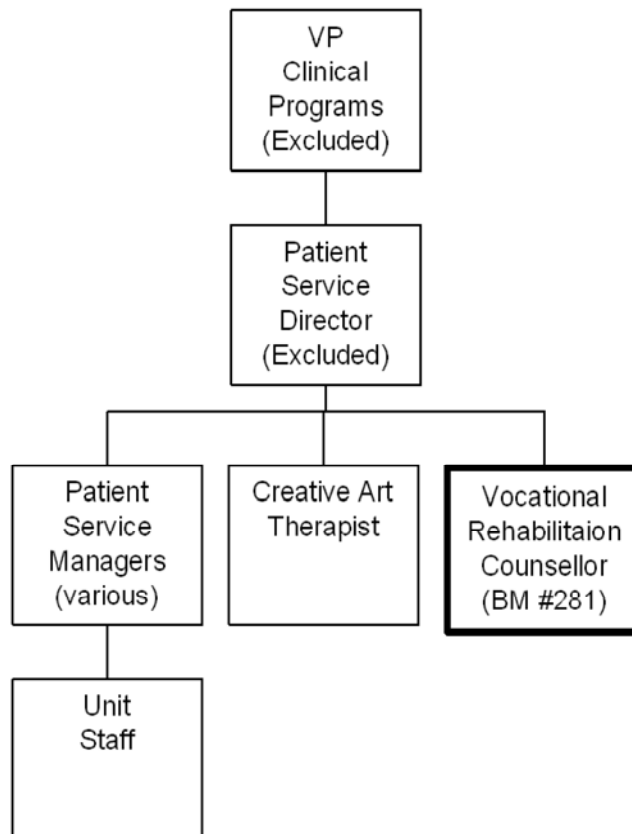 VP
Clinical
Programs
(Excluded)
Patient
Service
Director
(Excluded)
Patient
Service
Managers
(various)
Creative Art
Therapist
Vocational
Rehabilitaion
Counsellor
(BM #281)
Unit
Staff